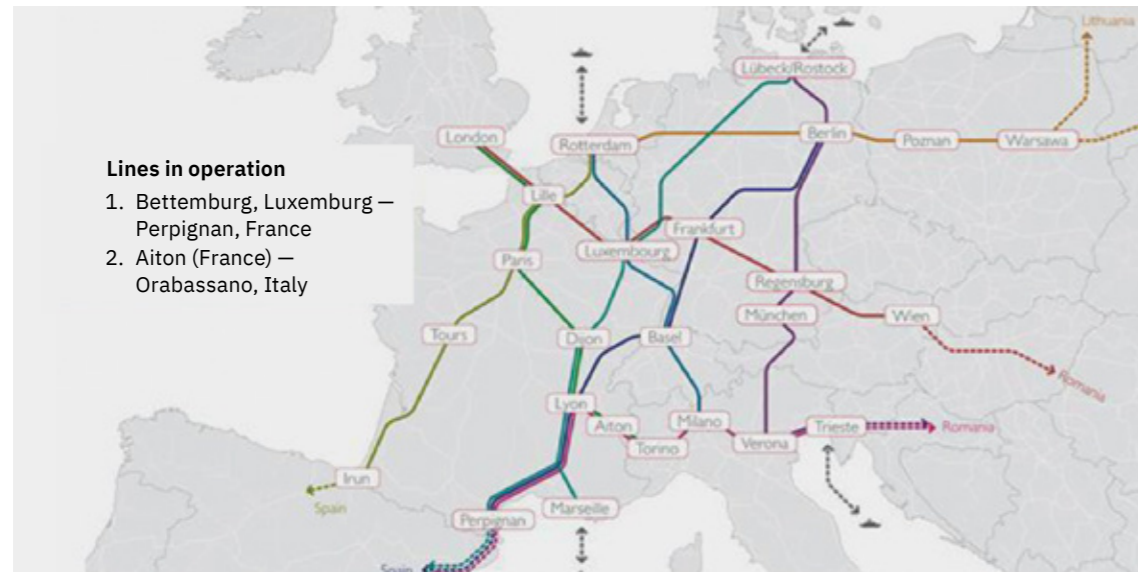 Lithuania
Lübeck/Rostock
London
Rotterdam
Berlin
Poznan
Warsawa
Lines in operation
1. Bettemburg, Luxemburg —
Perpignan, France
2. Aiton (France) —
Orabassano, Italy
Lille
Frankfurt
Luxembourg
Paris
Regensburg
München
Wien
Tours
Dijon
Basel
Romania
Lyon
Aiton
Milano
Torino
Verona
Trieste
Romania
Irun
Spain
Marseille
Perpignan
Spain